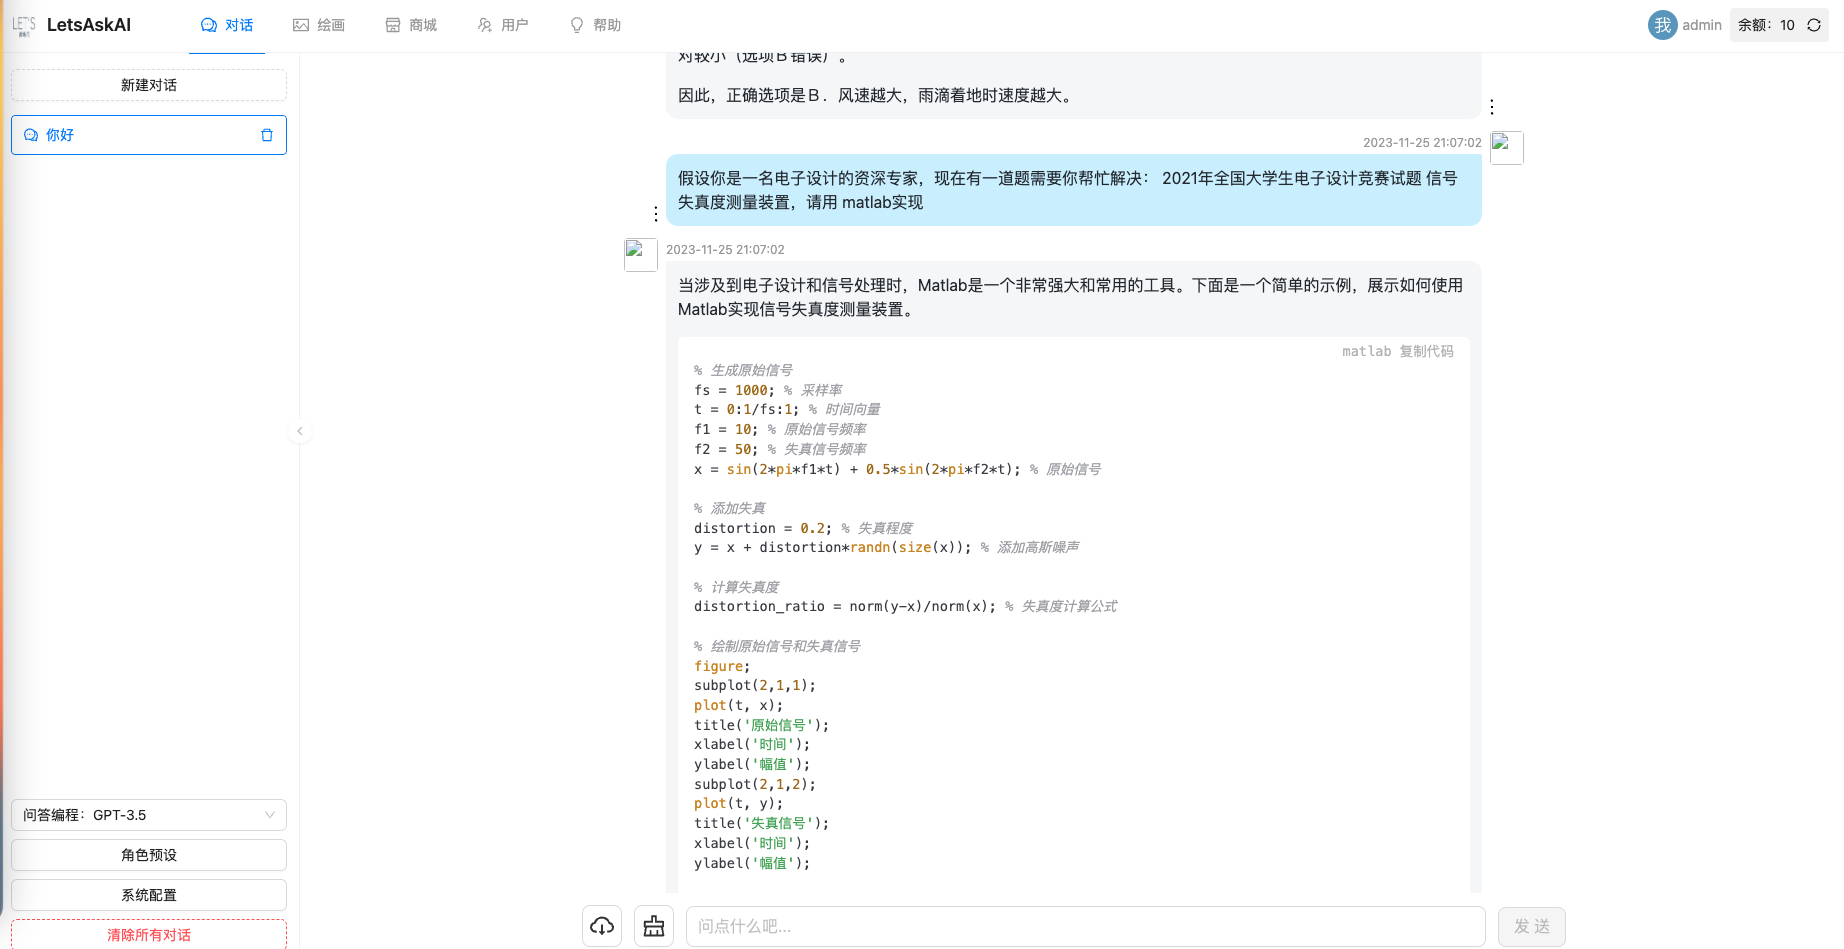 LET'S
LetsAskAI
对话
绘画
商城
用户
帮助
我
admin
余额：10
新建对话
你好
问答编程：GPT-3.5
角色预设
系统配置
清除所有对话
对较小（选项B错误）。
因此，正确选项是B．风速越大，雨滴着地时速度越大。
2023-11-25 21:07:02
假设你是一名电子设计的资深专家，现在有一道题需要你帮忙解决： 2021年全国大学生电子设计竞赛试题 信号
失真度测量装置，请用 matlab实现
2023-11-25 21:07:02
当涉及到电子设计和信号处理时，Matlab是一个非常强大和常用的工具。下面是一个简单的示例，展示如何使用
Matlab实现信号失真度测量装置。
matlab 复制代码
% 生成原始信号
fs = 1000; % 采样率
t = 0:1/fs:1; % 时间向量
f1 = 10; % 原始信号频率
f2 = 50; % 失真信号频率
x = sin(2*pi*f1*t) + 0.5*sin(2*pi*f2*t); % 原始信号
% 添加失真
distortion = 0.2; % 失真程度
y = x + distortion*randn(size(x)); % 添加高斯噪声
% 计算失真度
distortion_ratio = norm(y-x)/norm(x); % 失真度计算公式
% 绘制原始信号和失真信号
figure;
subplot(2,1,1);
plot(t, x);
title('原始信号');
xlabel('时间');
ylabel('幅值');
subplot(2,1,2);
plot(t, y);
title('失真信号');
xlabel('时间');
ylabel('幅值');
问点什么吧...
发 送